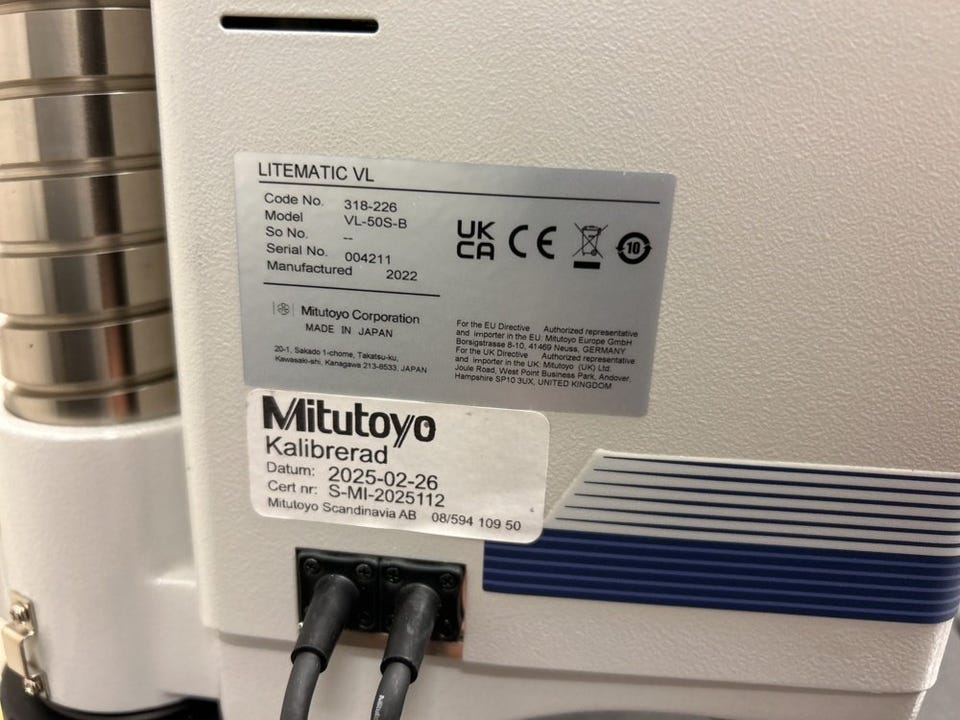 LITEMATIC VL
Code No. 318-226
Model VL-50S-B
So No. --
Serial No. 004211
Manufactured 2022
UK
CA CE 10
Mitutoyo Corporation
MADE IN JAPAN
20-1, Sakado 1-chome, Takatsu-ku,
Kawasaki-shi, Kanagawa 213-8533, JAPAN
For the EU Directive Authorized representative
and importer in the EU: Mitutoyo Europe GmbH
Borsigstrasse 8-10, 41469 Neuss, GERMANY
For the UK Directive Authorized representative
and importer in the UK: Mitutoyo (UK) Ltd.
Joule Road, West Point Business Park, Andover,
Hampshire SP10 3UX, UNITED KINGDOM
Mitutoyo
Kalibrerad
Datum: 2025-02-26
Cert nr: S-MI-2025112
Mitutoyo Scandinavia AB 08/594 109 50